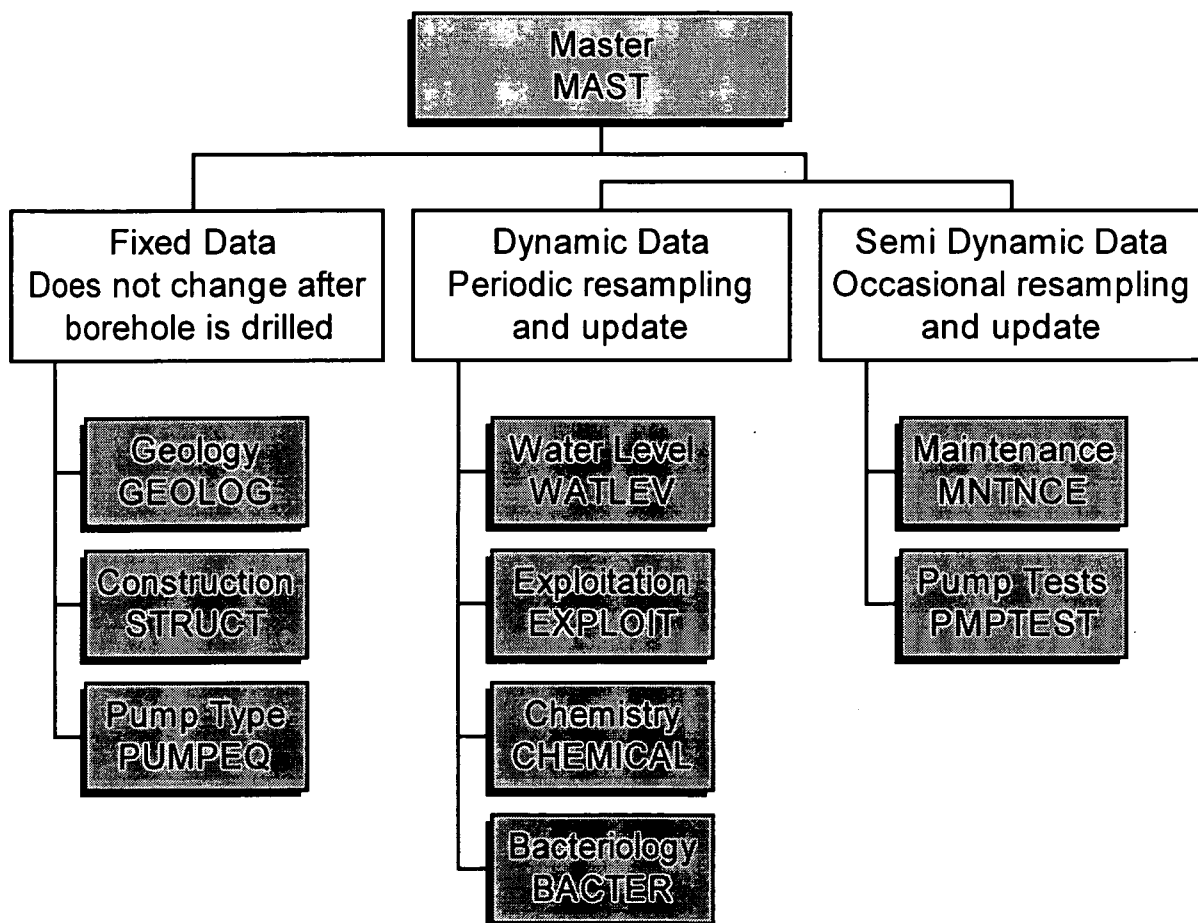 Master
MAST
Fixed Data
Does not change after
borehole is drilled
Dynamic Data
Periodic resampling
and update
Semi Dynamic Data
Occasional resampling
and update
Geology
GEOLOG
Construction
STRUCT
Pump Type
PUMPEQ
Water Level
WATLEV
Exploitation
EXPLOIT
Chemistry
CHEMICAL
Bacteriology
BACTER
Maintenance
MNTNCE
Pump Tests
PMPTEST